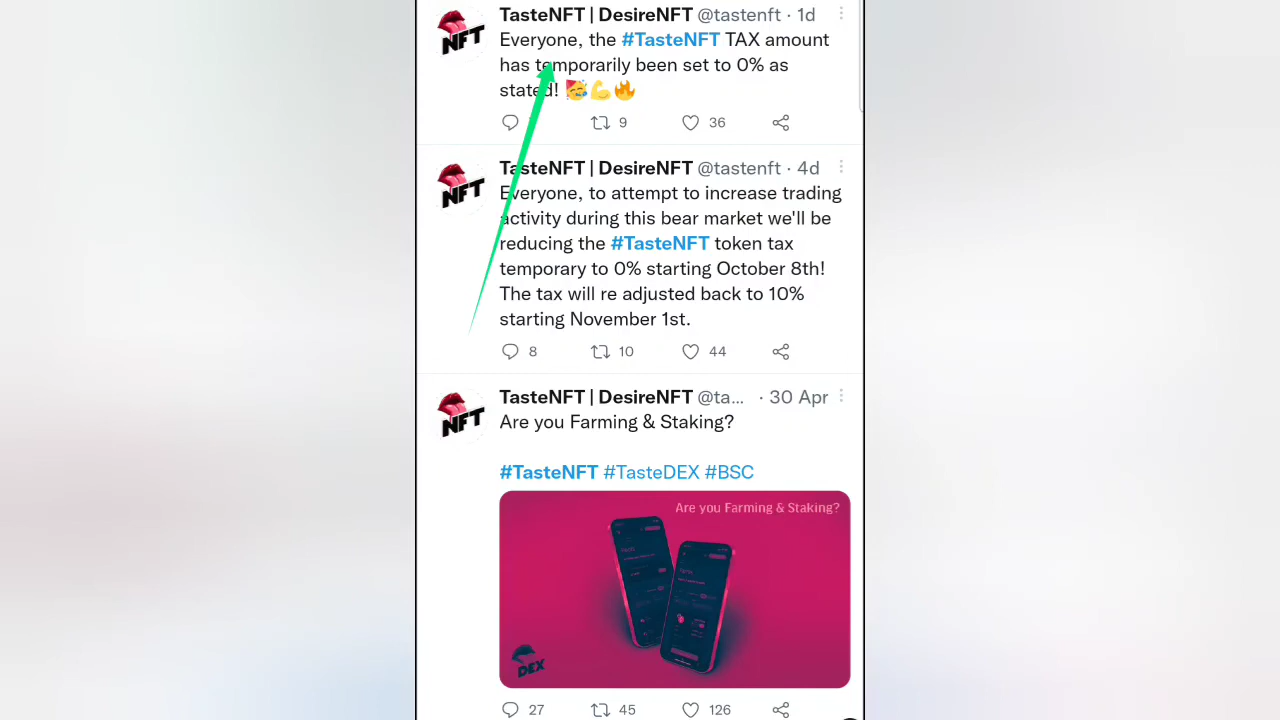 TasteNFT | DesireNFT @tastenft · 1d
Everyone, the #TasteNFT TAX amount
has temporarily been set to 0% as
stated! 🥳💪🔥
9 36
NFT
TasteNFT | DesireNFT @tastenft · 4d
Everyone, to attempt to increase trading
activity during this bear market we'll be
reducing the #TasteNFT token tax
temporary to 0% starting October 8th!
The tax will re adjusted back to 10%
starting November 1st.
8 10 44
NFT
TasteNFT | DesireNFT @ta... · 30 Apr
Are you Farming & Staking?
#TasteNFT #TasteDEX #BSC
NFT
Are you Farming & Staking?
DEX
27 45 126